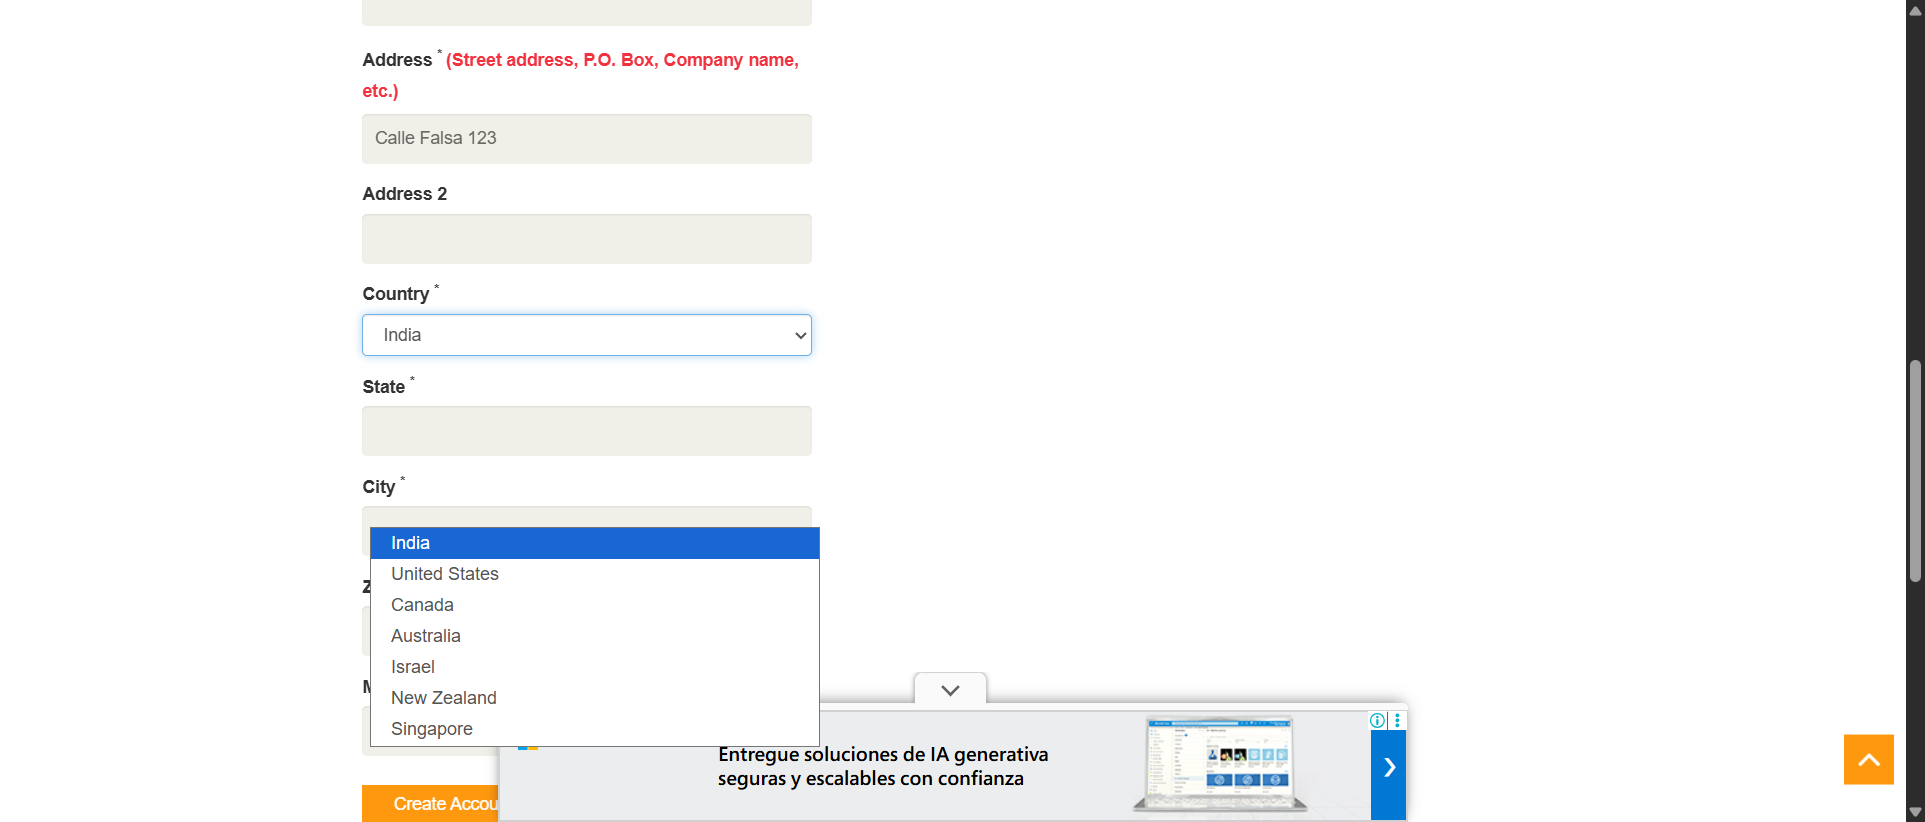 Address * (Street address, P.O. Box, Company name,
etc.)
Calle Falsa 123
Address 2
Country *
India
State *
City *
India
United States
Canada
Australia
Israel
New Zealand
Singapore
Entregue soluciones de IA generativa
seguras y escalables con confianza
Create Accou